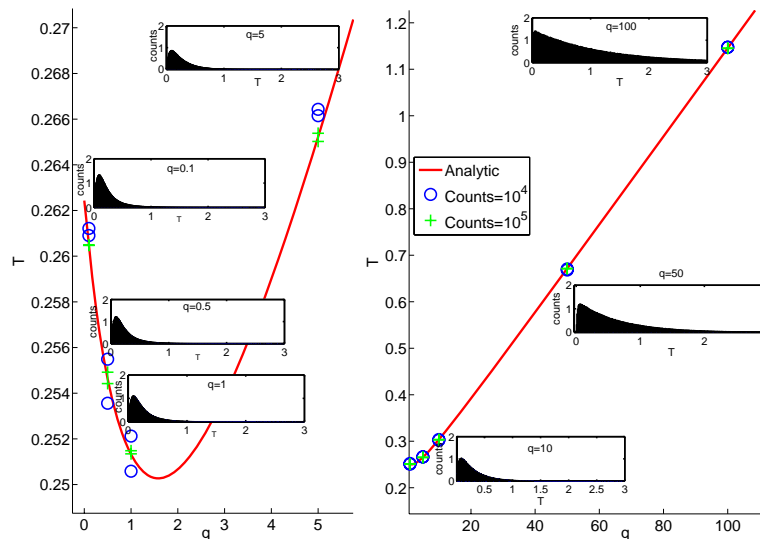 0.27
0.268
0.266
0.264
0.262
0.26
0.256
0.254
0.252
0.25
T
0
1
2
3
4
5
q
q=5
counts
2
1
0
0
1
2
3
T
q=0.1
counts
2
1
0
0
1
2
3
T
q=0.5
counts
2
1
0
0
1
2
3
T
q=1
counts
2
1
0
0
1
2
3
T
1.2
1.1
1
0.9
0.8
0.7
0.6
0.5
0.4
0.3
0.2
T
20
40
60
80
100
q
q=100
counts
2
1
0
0
1
2
3
T
Analytic
Counts=10^4
Counts=10^5
q=50
counts
2
1
0
0
1
2
T
q=10
counts
2
1
0
0.5
1
1.5
2
2.5
3
T